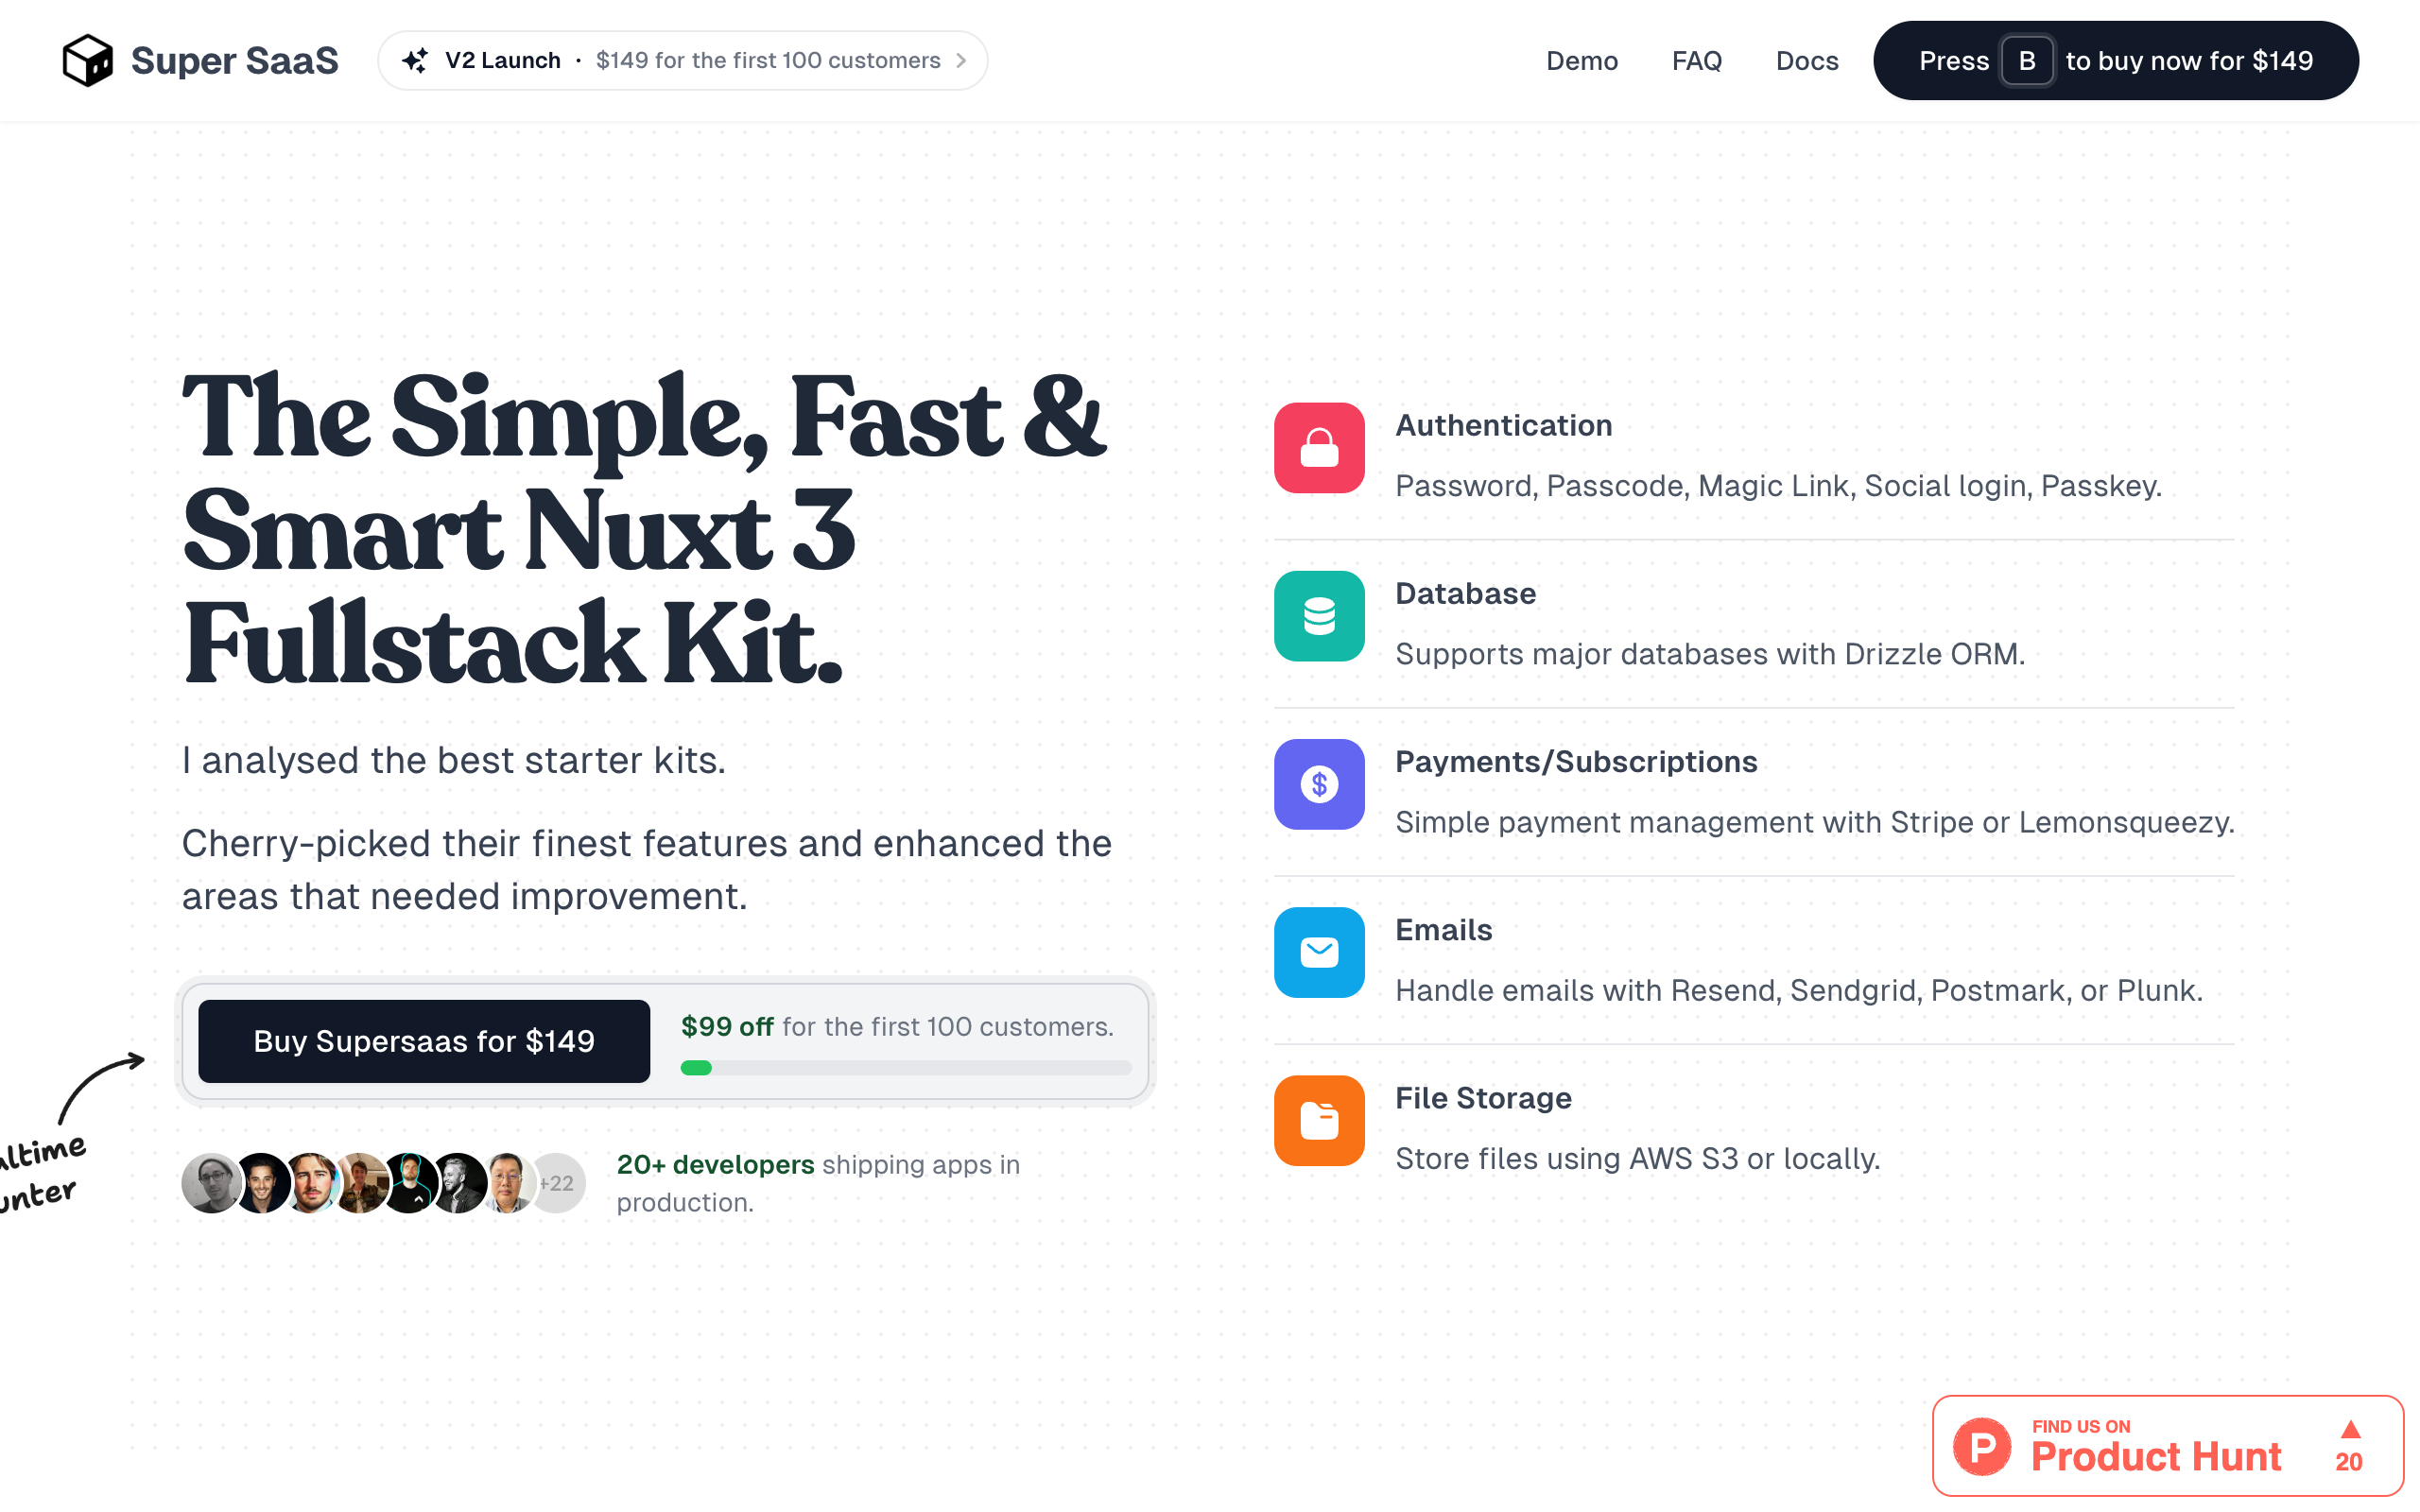 Super SaaS
V2 Launch · $149 for the first 100 customers
Demo
FAQ
Docs
Press B to buy now for $149
The Simple, Fast &
Smart Nuxt 3
Fullstack Kit.
I analysed the best starter kits.
Cherry-picked their finest features and enhanced the
areas that needed improvement.
Buy Supersaas for $149
$99 off for the first 100 customers.
+22
20+ developers shipping apps in
production.
Authentication
Password, Passcode, Magic Link, Social login, Passkey.
Database
Supports major databases with Drizzle ORM.
Payments/Subscriptions
Simple payment management with Stripe or Lemonsqueezy.
Emails
Handle emails with Resend, Sendgrid, Postmark, or Plunk.
File Storage
Store files using AWS S3 or locally.
FIND US ON
Product Hunt
20